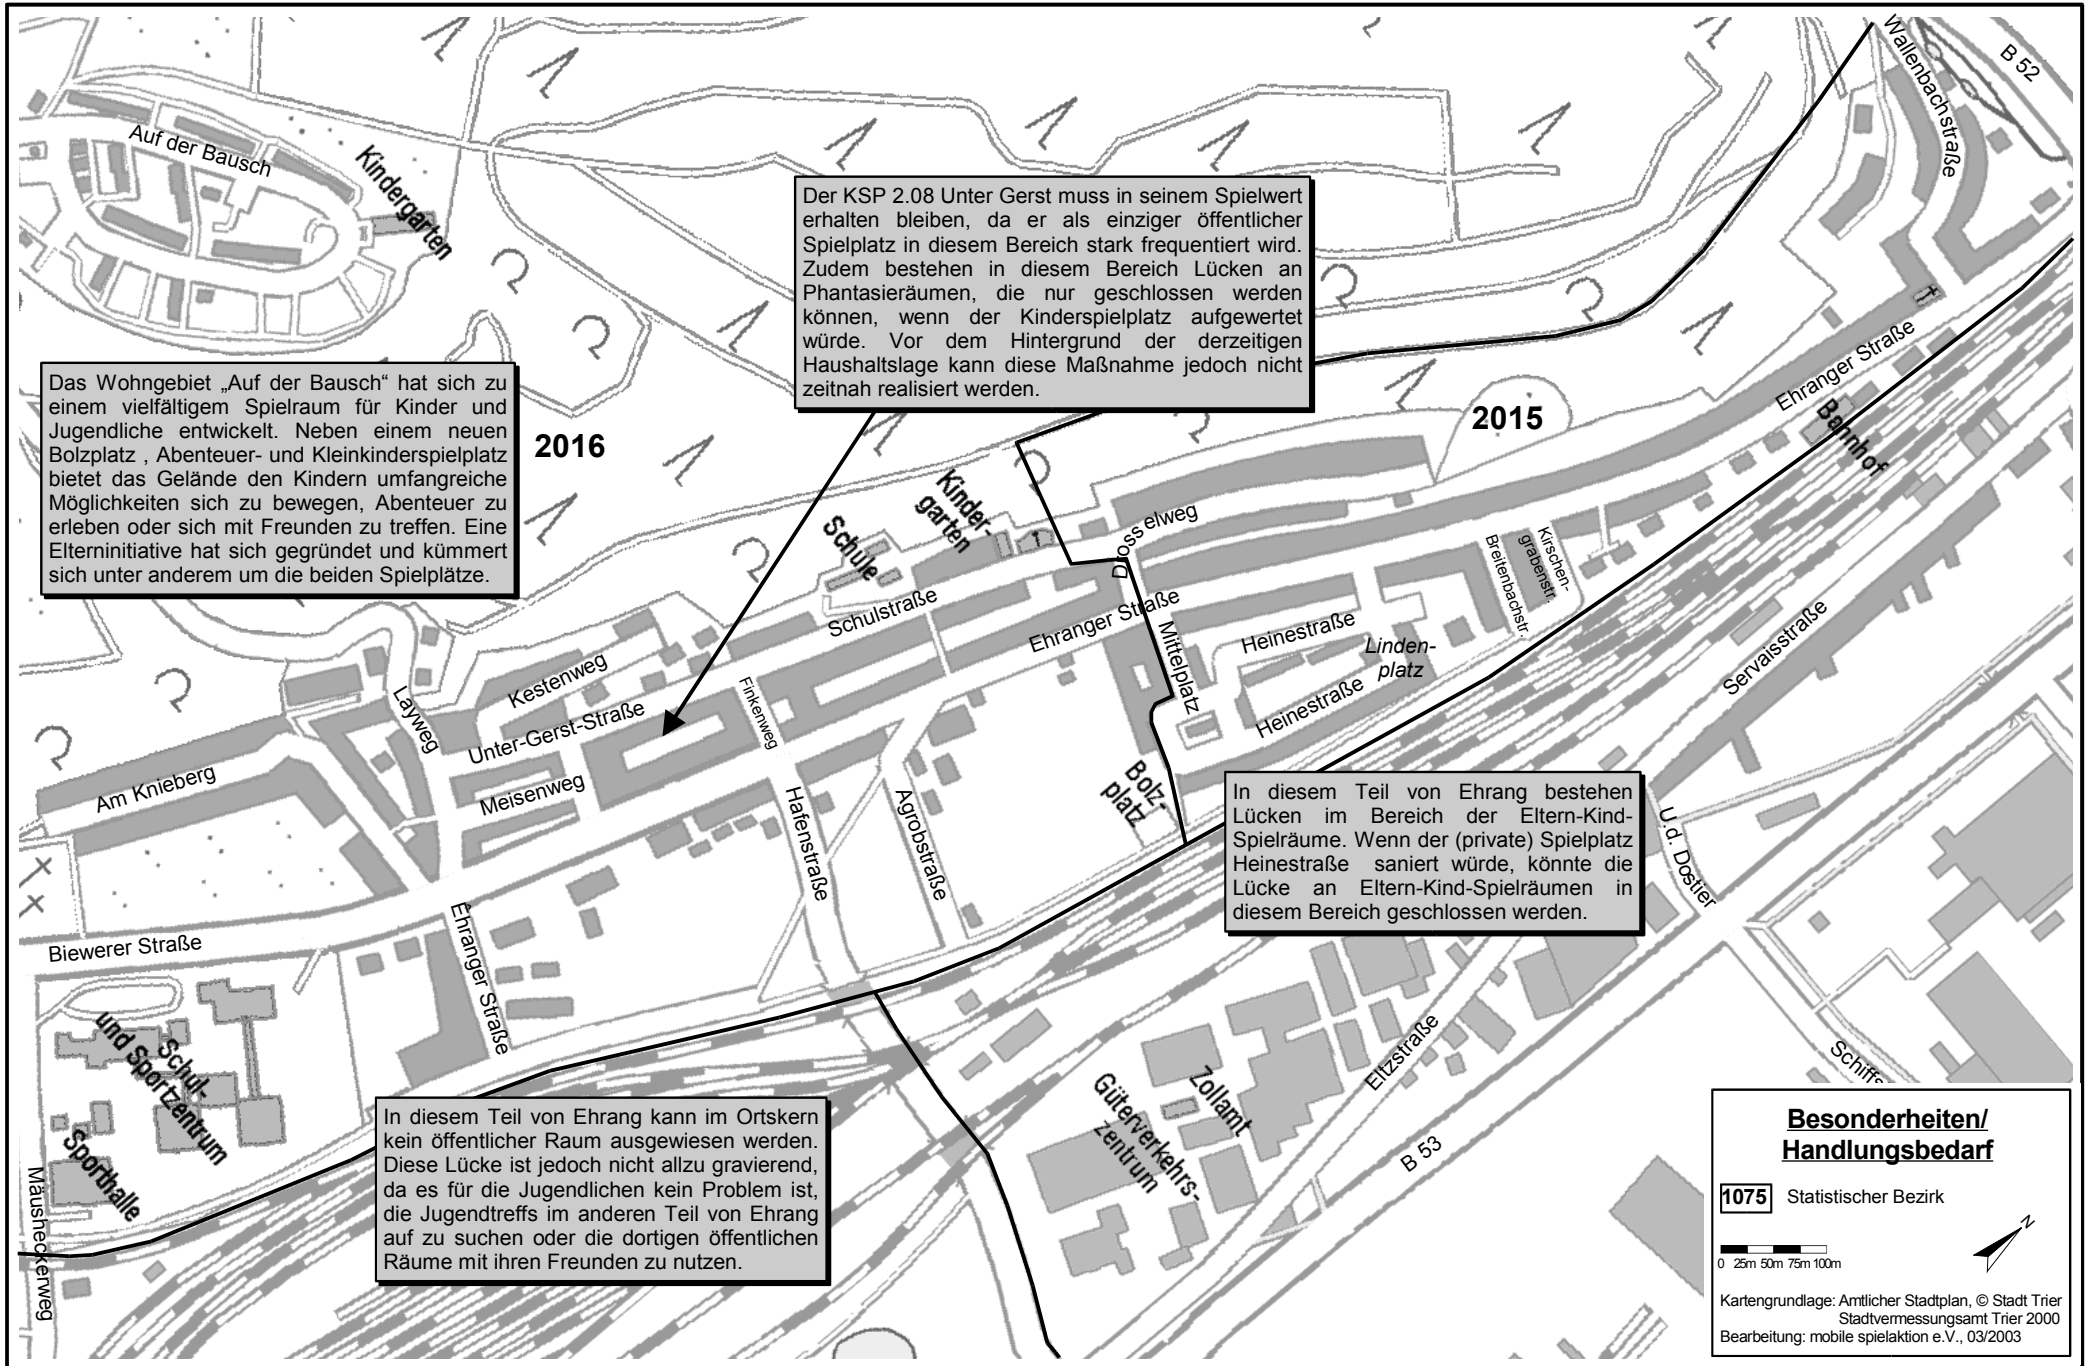 Wallenbachstraße
B 52
Auf der Bausch
Kindergarten
Der KSP 2.08 Unter Gerst muss in seinem Spielwert
erhalten bleiben, da er als einziger öffentlicher
Spielplatz in diesem Bereich stark frequentiert wird.
Zudem bestehen in diesem Bereich Lücken an
Phantasieräumen, die nur geschlossen werden
können, wenn der Kinderspielplatz aufgewertet
würde. Vor dem Hintergrund der derzeitigen
Haushaltslage kann diese Maßnahme jedoch nicht
zeitnah realisiert werden.
Das Wohngebiet „Auf der Bausch“ hat sich zu
einem vielfältigem Spielraum für Kinder und
Jugendliche entwickelt. Neben einem neuen
Bolzplatz , Abenteuer- und Kleinkinderspielplatz
bietet das Gelände den Kindern umfangreiche
Möglichkeiten sich zu bewegen, Abenteuer zu
erleben oder sich mit Freunden zu treffen. Eine
Elterninitiative hat sich gegründet und kümmert
sich unter anderem um die beiden Spielplätze.
2016
2015
Ehranger Straße
Bahnhof
Kinder-
garten
Schule
Drosselweg
Schulstraße
Ehranger Straße
Mittelplatz
Heinestraße
Linden-
platz
Heinestraße
Breitenbachstr.
Kirschen-
grabenstr.
Servaisstraße
Kestenweg
Layweg
Unter-Gerst-Straße
Finkenweg
Meisenweg
Am Knieberg
Hafenstraße
Agrobstraße
Bolz-
platz
In diesem Teil von Ehrang bestehen
Lücken im Bereich der Eltern-Kind-
Spielräume. Wenn der (private) Spielplatz
Heinestraße saniert würde, könnte die
Lücke an Eltern-Kind-Spielräumen in
diesem Bereich geschlossen werden.
U.d. Dostler
Biewerer Straße
Ehranger Straße
Schul-
und Sportzentrum
Sporthalle
Mäusheckerweg
In diesem Teil von Ehrang kann im Ortskern
kein öffentlicher Raum ausgewiesen werden.
Diese Lücke ist jedoch nicht allzu gravierend,
da es für die Jugendlichen kein Problem ist,
die Jugendtreffs im anderen Teil von Ehrang
auf zu suchen oder die dortigen öffentlichen
Räume mit ihren Freunden zu nutzen.
Güterverkehrs-
zentrum
Zollamt
Eltzstraße
B 53
Schiffs
Besonderheiten/
Handlungsbedarf
1075 Statistischer Bezirk
N
0 25m 50m 75m 100m
Kartengrundlage: Amtlicher Stadtplan, © Stadt Trier
Stadtvermessungsamt Trier 2000
Bearbeitung: mobile spielaktion e.V., 03/2003